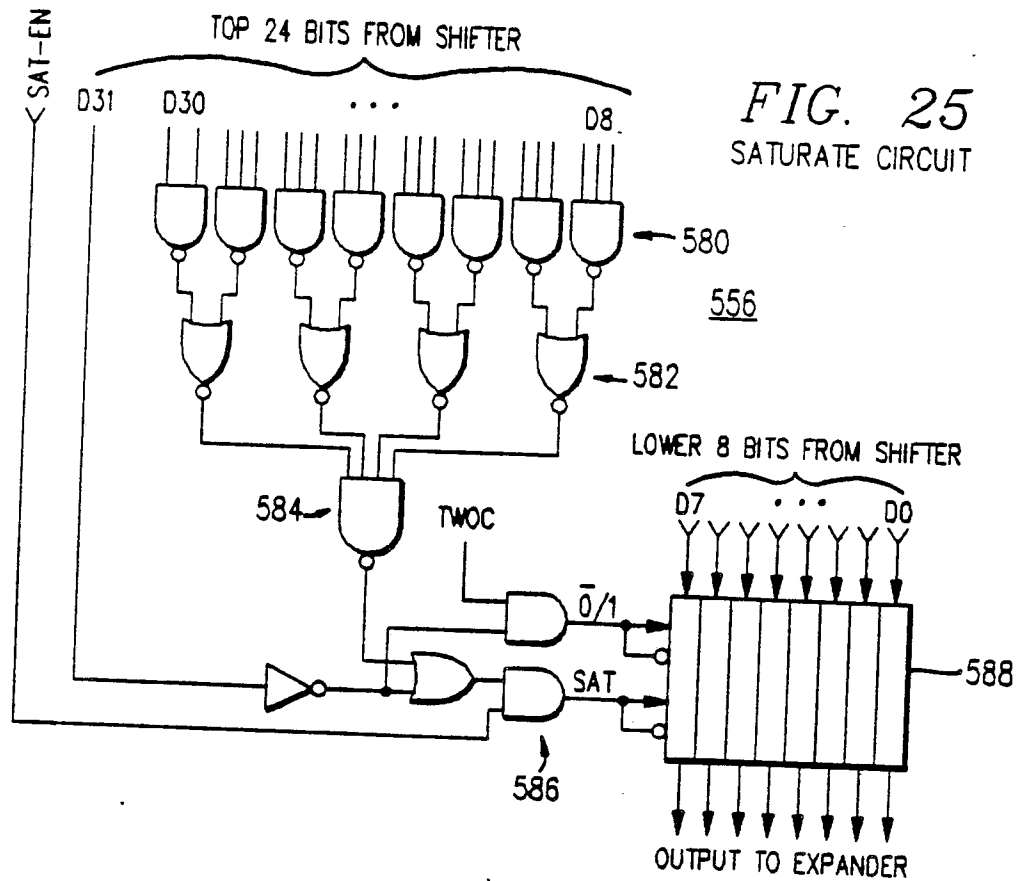 SAT-EN
TOP 24 BITS FROM SHIFTER
D31
D30
...
D8
FIG. 25
SATURATE CIRCUIT
580
556
582
584
TWOC
LOWER 8 BITS FROM SHIFTER
D7
...
D0
0̅/1
SAT
586
588
OUTPUT TO EXPANDER